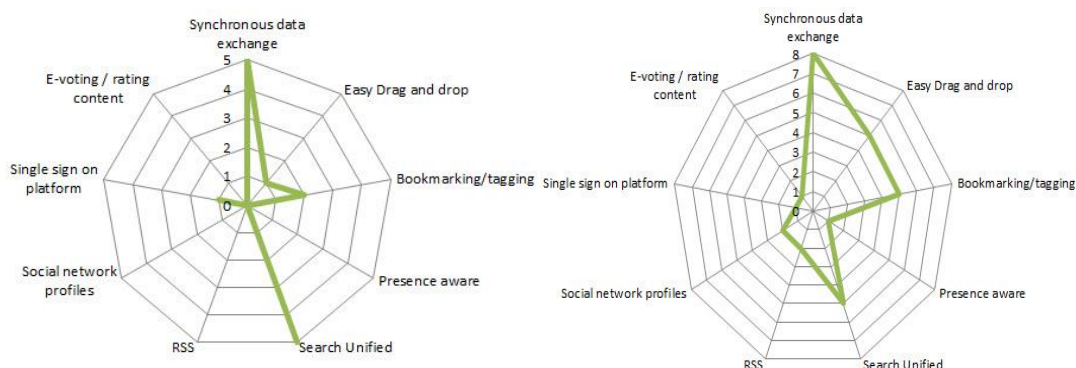 Synchronous data
exchange
5
E-voting / rating
content
4
Easy Drag and drop
3
2
Single sign on
platform
1
Bookmarking/tagging
0
Social network
profiles
Presence aware
RSS
Search Unified
Synchronous data
exchange
8
E-voting / rating
content
7
Easy Drag and drop
6
5
4
3
Single sign on platform
2
Bookmarking/tagging
1
0
Social network profiles
Presence aware
RSS
Search Unified